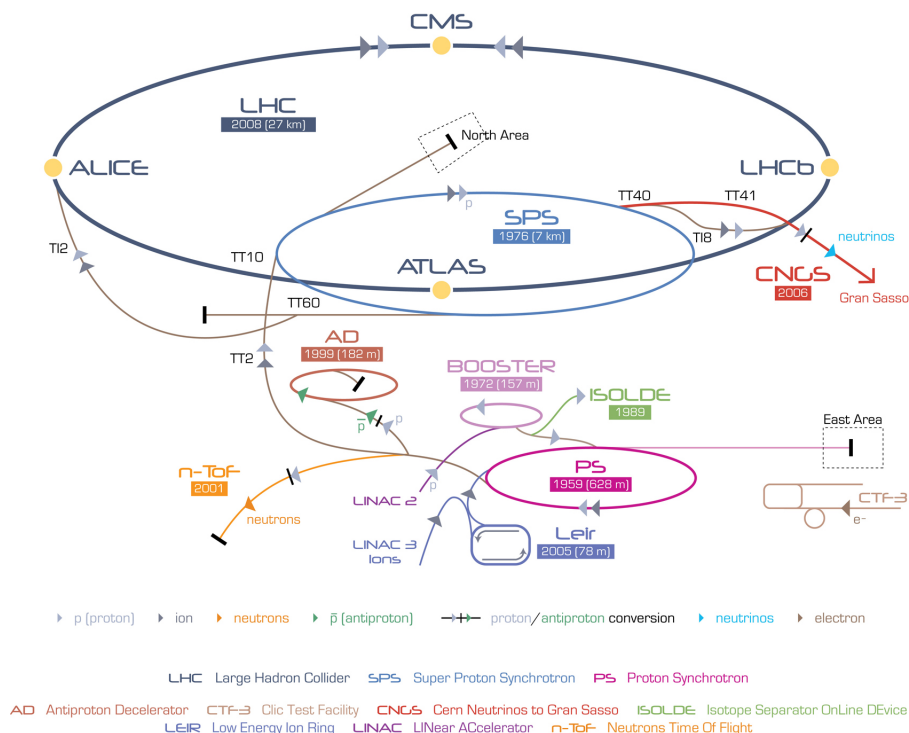 CMS
LHC
2008 (27 km)
North Area
ALICE
LHCb
TT40
TT41
p
SPS
1976 (7 km)
TI8
neutrinos
TI2
TT10
ATLAS
CNGS
2006
Gran Sasso
TT60
AD
1999 (182 m)
TT2
BOOSTER
1972 (157 m)
ISOLDE
1989
East Area
p̄
p
n-ToF
2001
PS
1959 (628 m)
p
LINAC 2
neutrons
CTF-3
e-
LINAC 3
Ions
Leir
2005 (78 m)
p (proton) ion neutrons p̄ (antiproton) proton/antiproton conversion neutrinos electron
LHC Large Hadron Collider SPS Super Proton Synchrotron PS Proton Synchrotron
AD Antiproton Decelerator CTF-3 Clic Test Facility CNGS Cern Neutrinos to Gran Sasso ISOLDE Isotope Separator OnLine DEvice
LEIR Low Energy Ion Ring LINAC LINear ACcelerator n-ToF Neutrons Time Of Flight